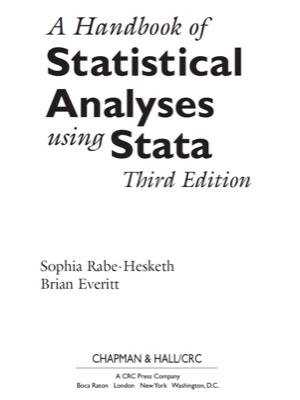 A Handbook of
Statistical
Analyses
using Stata
Third Edition
Sophia Rabe-Hesketh
Brian Everitt
CHAPMAN & HALL/CRC
A CRC Press Company
Boca Raton London New York Washington, D.C.